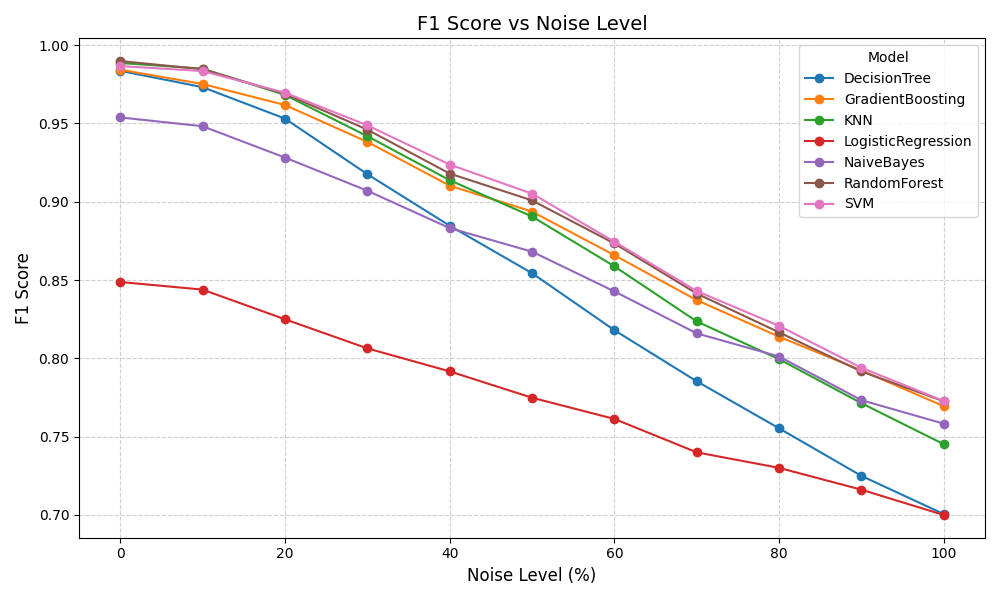 F1 Score vs Noise Level
F1 Score
1.00
0.95
0.90
0.85
0.80
0.75
0.70
Model
DecisionTree
GradientBoosting
KNN
LogisticRegression
NaiveBayes
RandomForest
SVM
0
20
40
60
80
100
Noise Level (%)